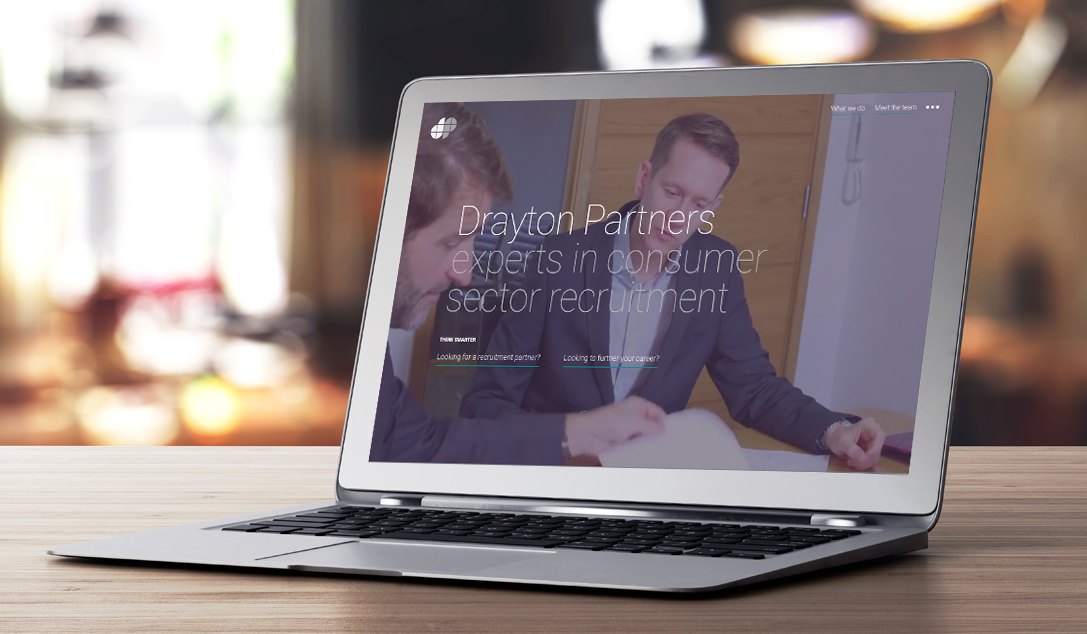 What we do Meet the team
Drayton Partners
experts in consumer
sector recruitment
THINK SMARTER
Looking for a recruitment partner? Looking to further your career?